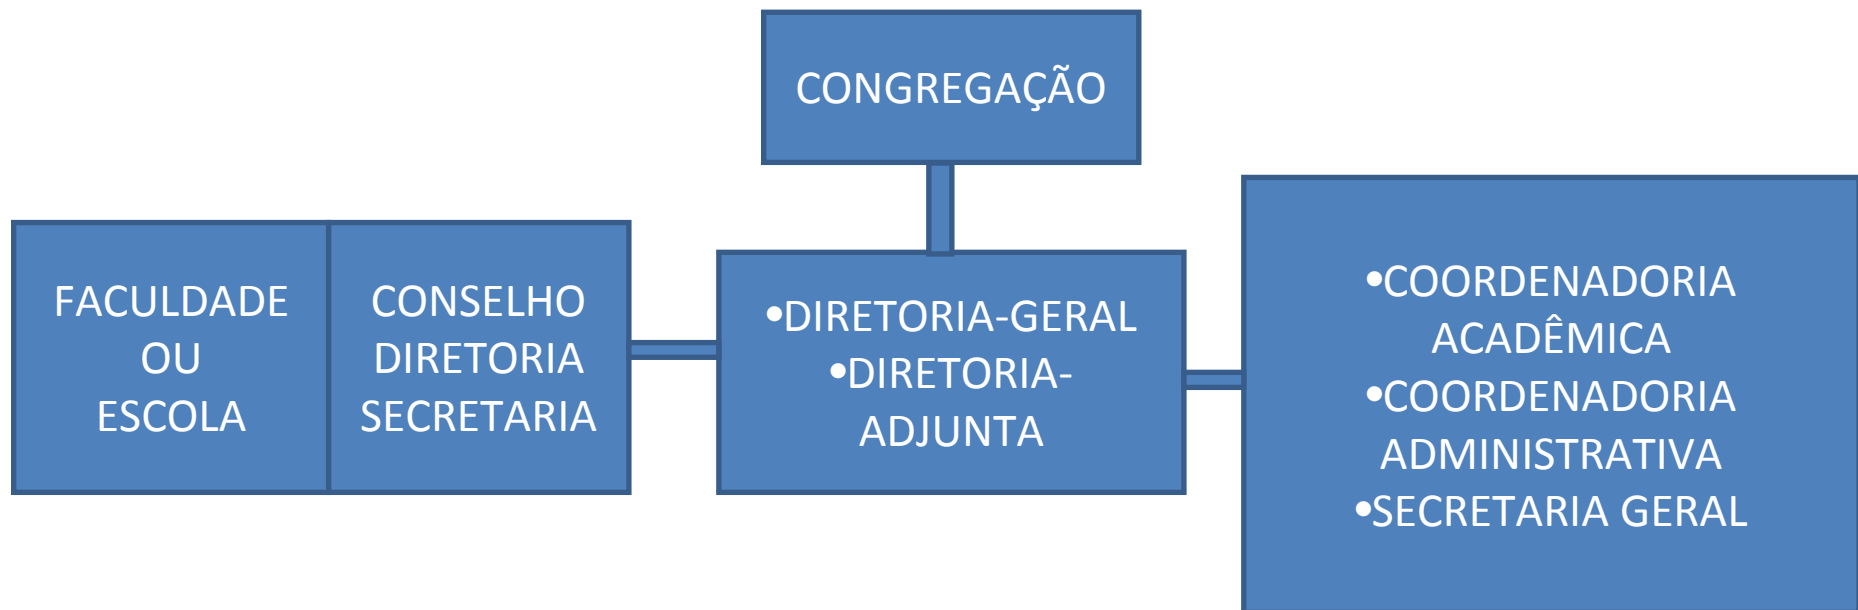 CONGREGAÇÃO
FACULDADE
OU
ESCOLA
CONSELHO
DIRETORIA
SECRETARIA
•DIRETORIA-GERAL
•DIRETORIA-
ADJUNTA
•COORDENADORIA
ACADÊMICA
•COORDENADORIA
ADMINISTRATIVA
•SECRETARIA GERAL